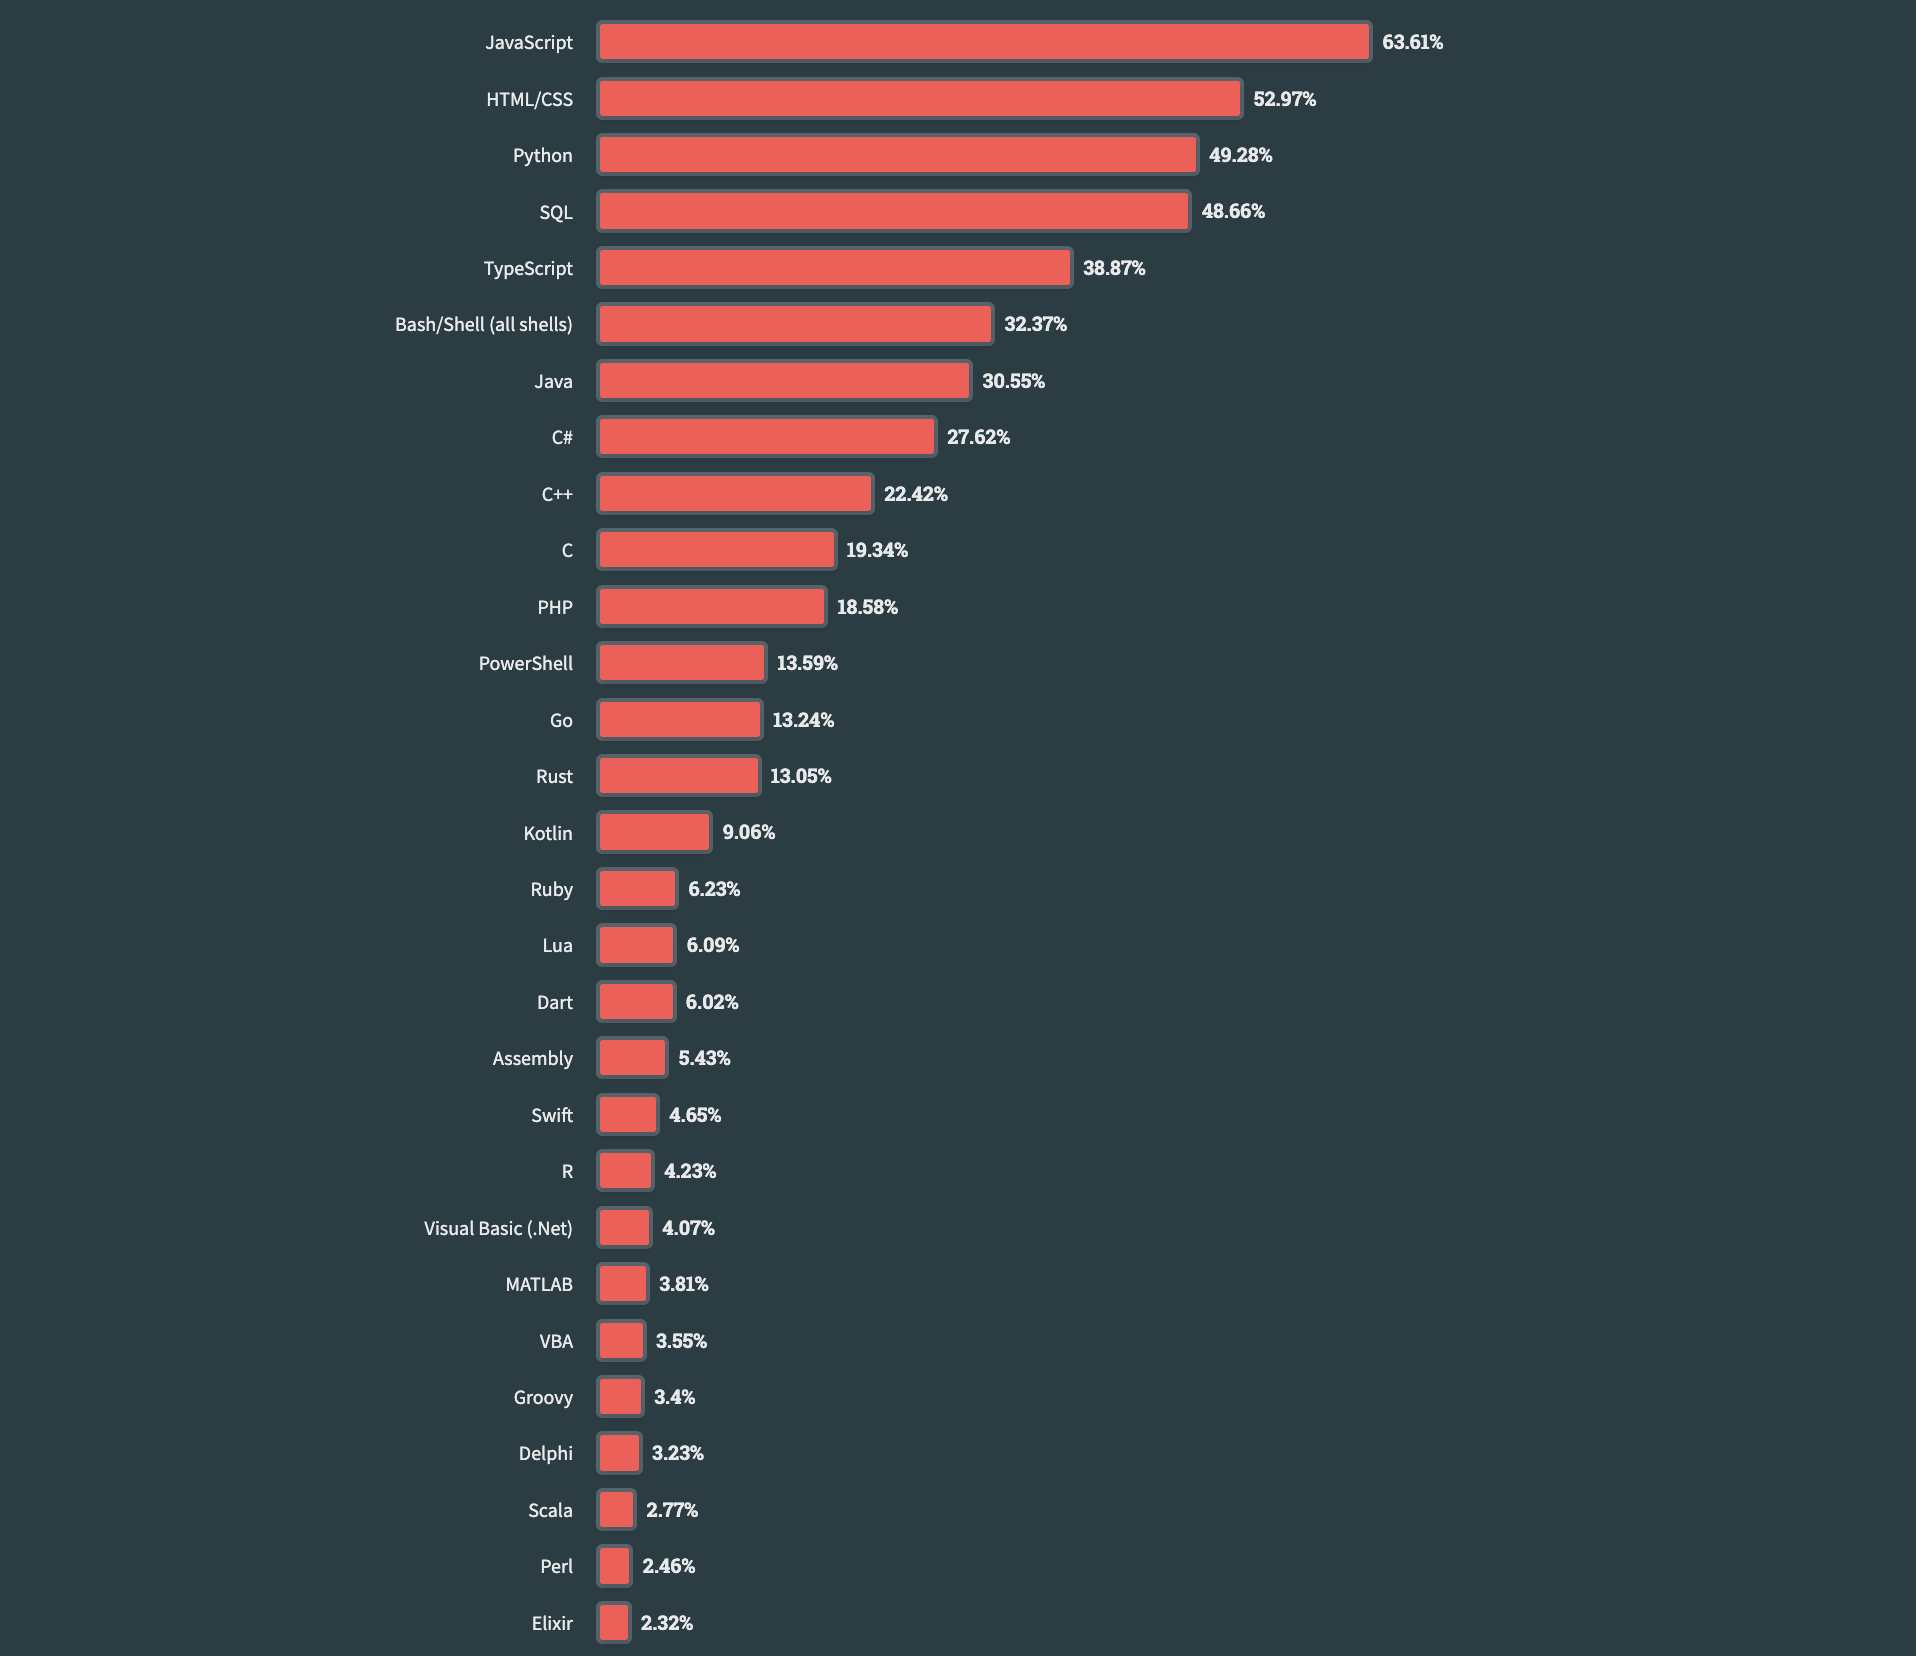 JavaScript 63.61%
HTML/CSS 52.97%
Python 49.28%
SQL 48.66%
TypeScript 38.87%
Bash/Shell (all shells) 32.37%
Java 30.55%
C# 27.62%
C++ 22.42%
C 19.34%
PHP 18.58%
PowerShell 13.59%
Go 13.24%
Rust 13.05%
Kotlin 9.06%
Ruby 6.23%
Lua 6.09%
Dart 6.02%
Assembly 5.43%
Swift 4.65%
R 4.23%
Visual Basic (.Net) 4.07%
MATLAB 3.81%
VBA 3.55%
Groovy 3.4%
Delphi 3.23%
Scala 2.77%
Perl 2.46%
Elixir 2.32%